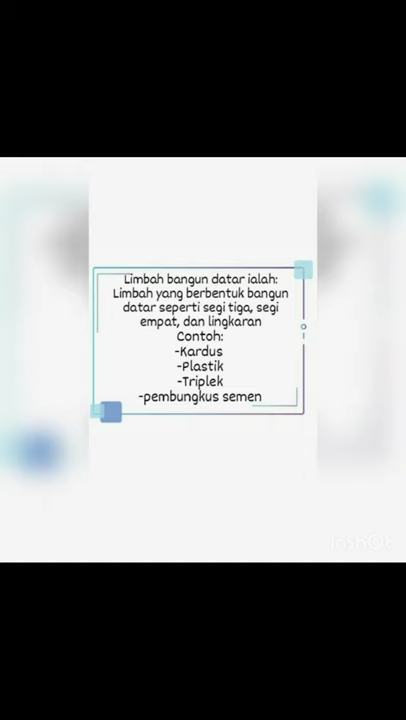 Limbah bangun datar ialah:
Limbah yang berbentuk bangun
datar seperti segi tiga, segi
empat, dan lingkaran
Contoh:
-Kardus
-Plastik
-Triplek
-pembungkus semen
InShOt